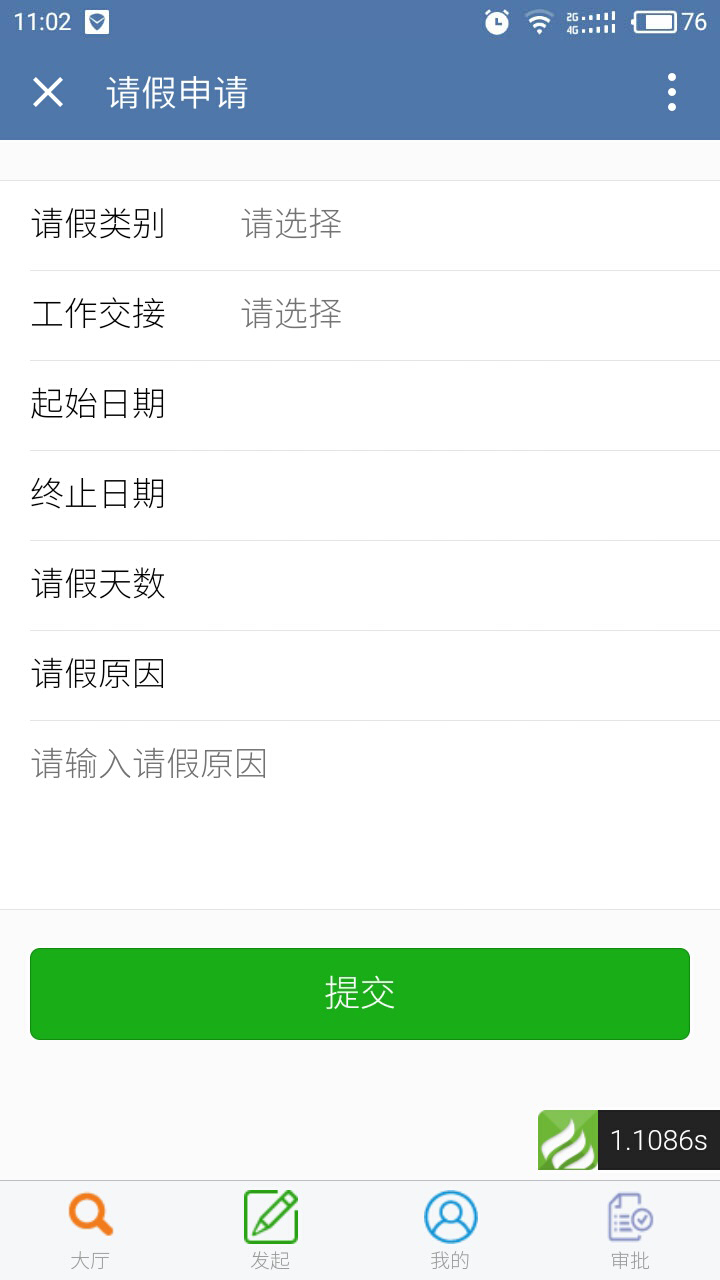 11:02
2G
4G
76
请假申请
请假类别 请选择
工作交接 请选择
起始日期
终止日期
请假天数
请假原因
请输入请假原因
提交
1.1086s
大厅 发起 我的 审批